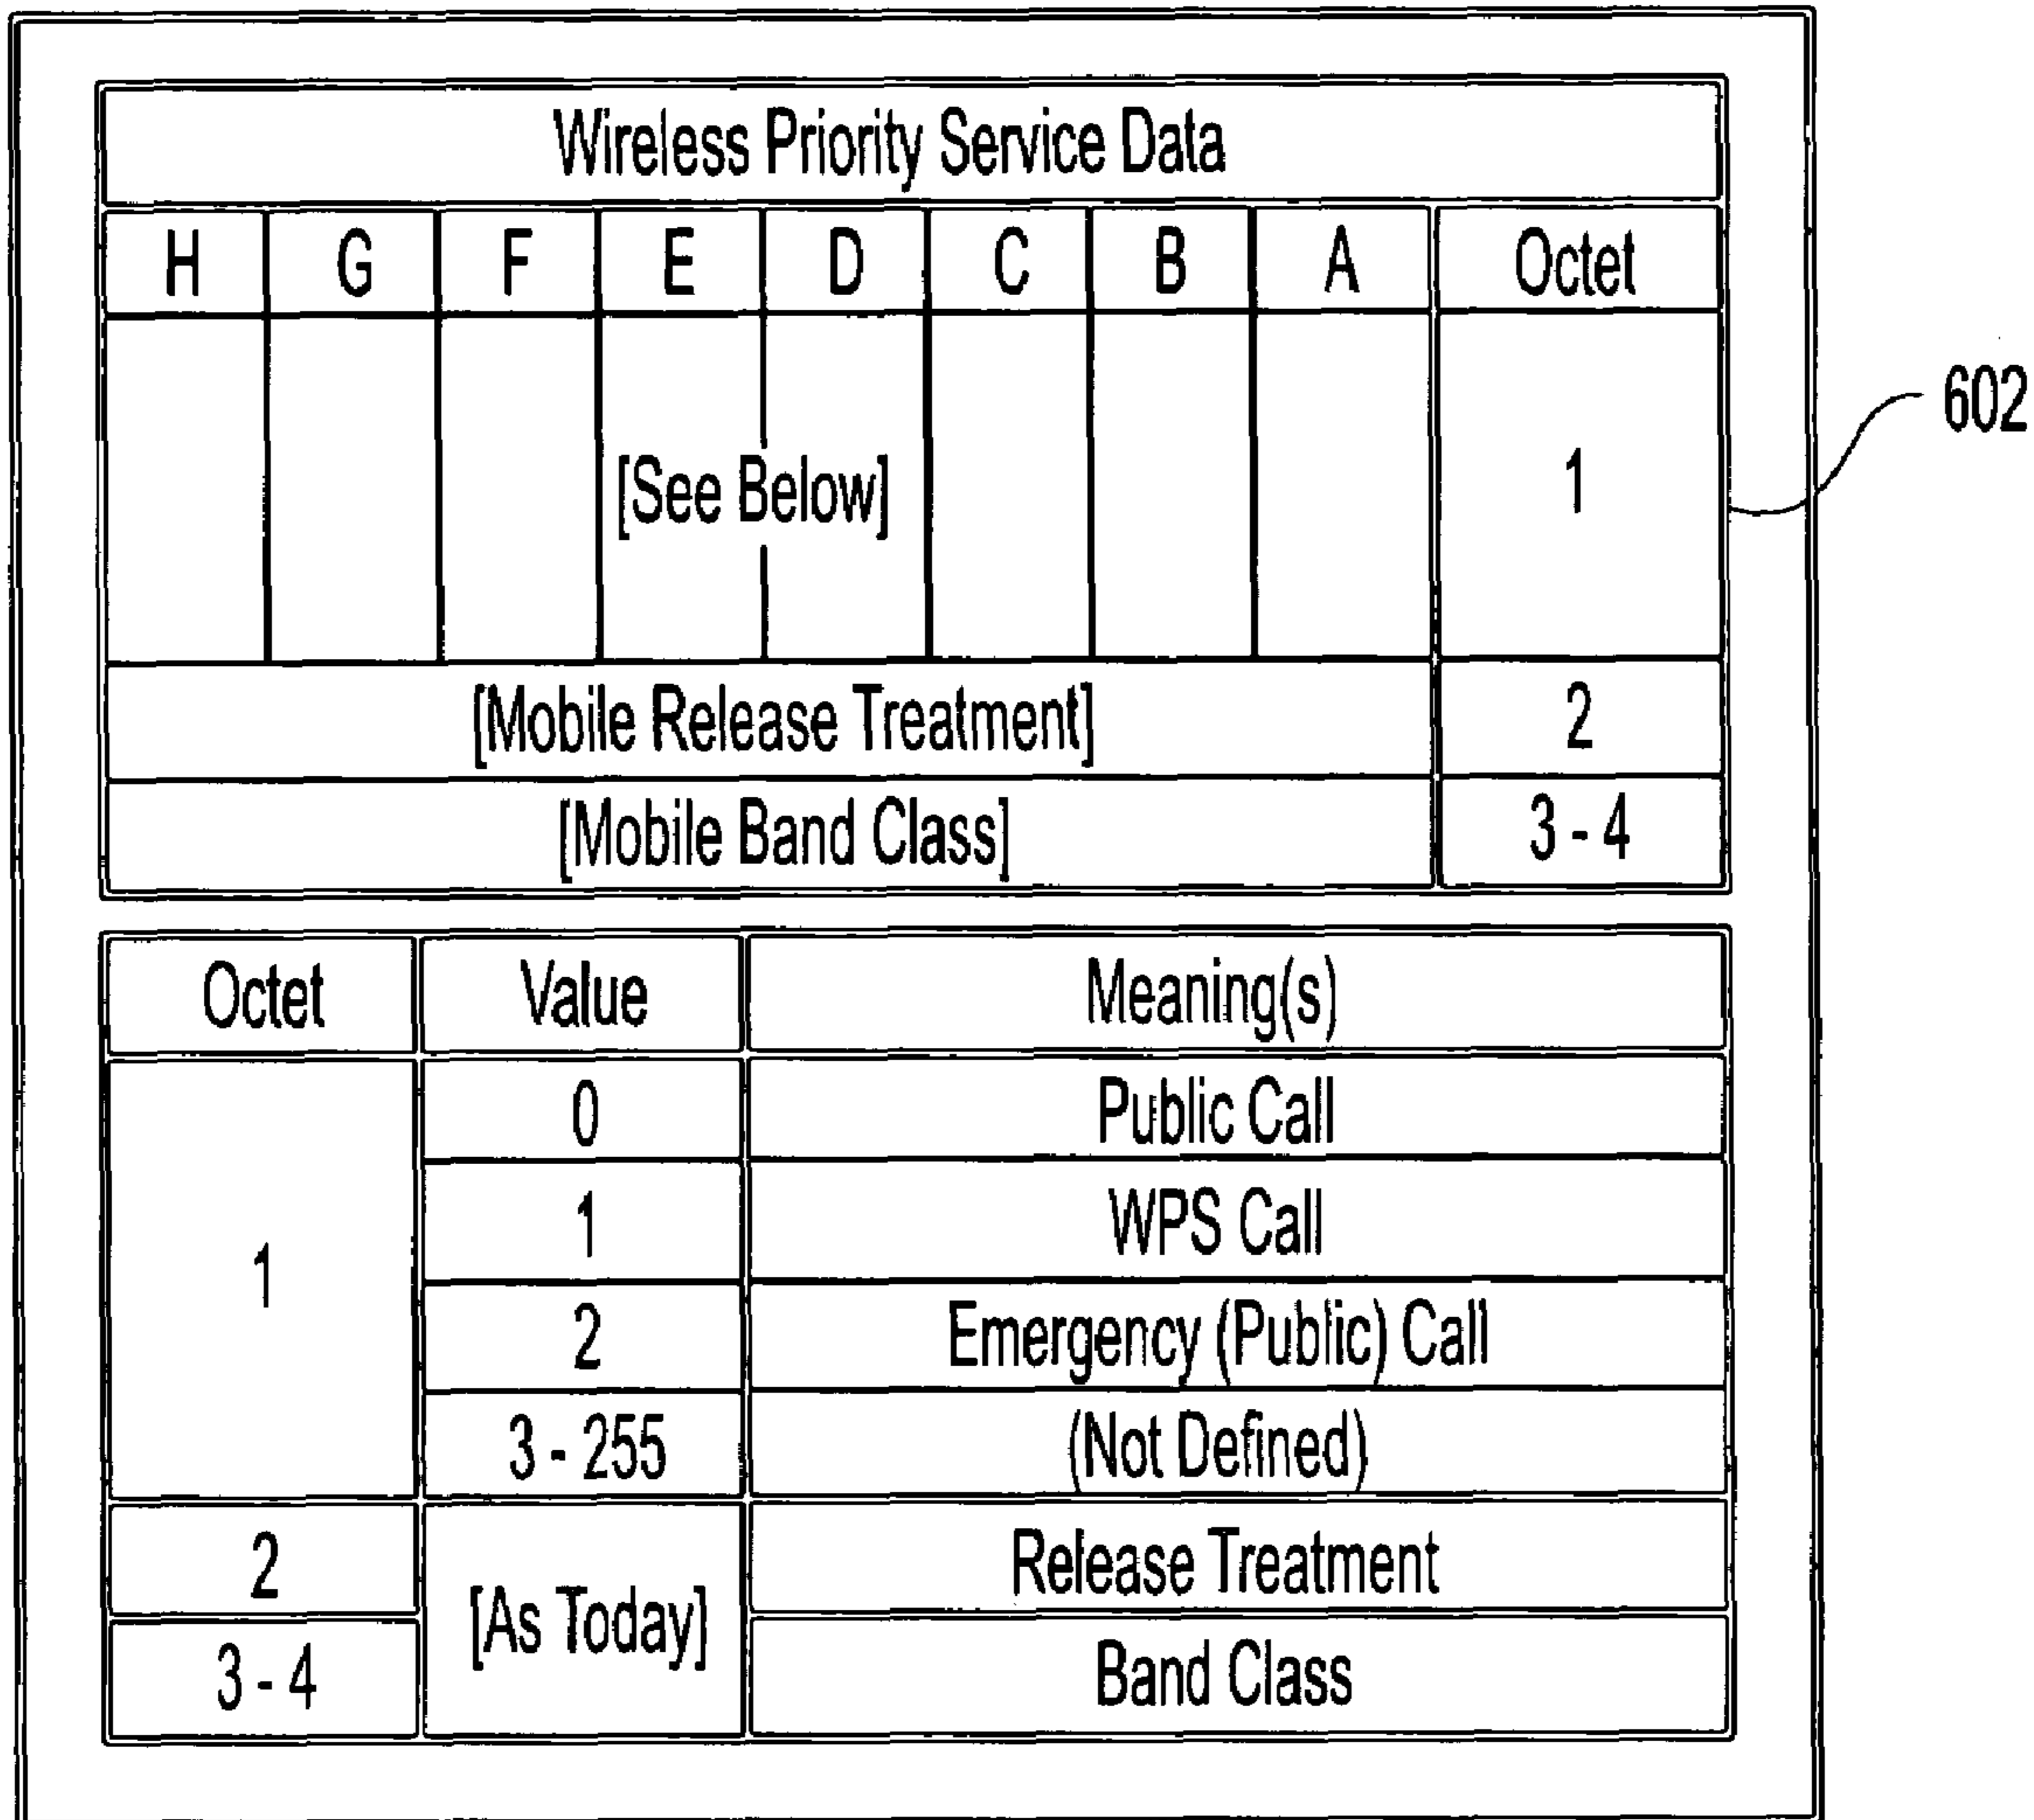 Wireless Priority Service Data
H G F E D C B A Octet
[See Below] 1
602
[Mobile Release Treatment] 2
[Mobile Band Class] 3 - 4
Octet Value Meaning(s)
1
0 Public Call
1 WPS Call
2 Emergency (Public) Call
3 - 255 (Not Defined)
2 [As Today] Release Treatment
3 - 4 Band Class